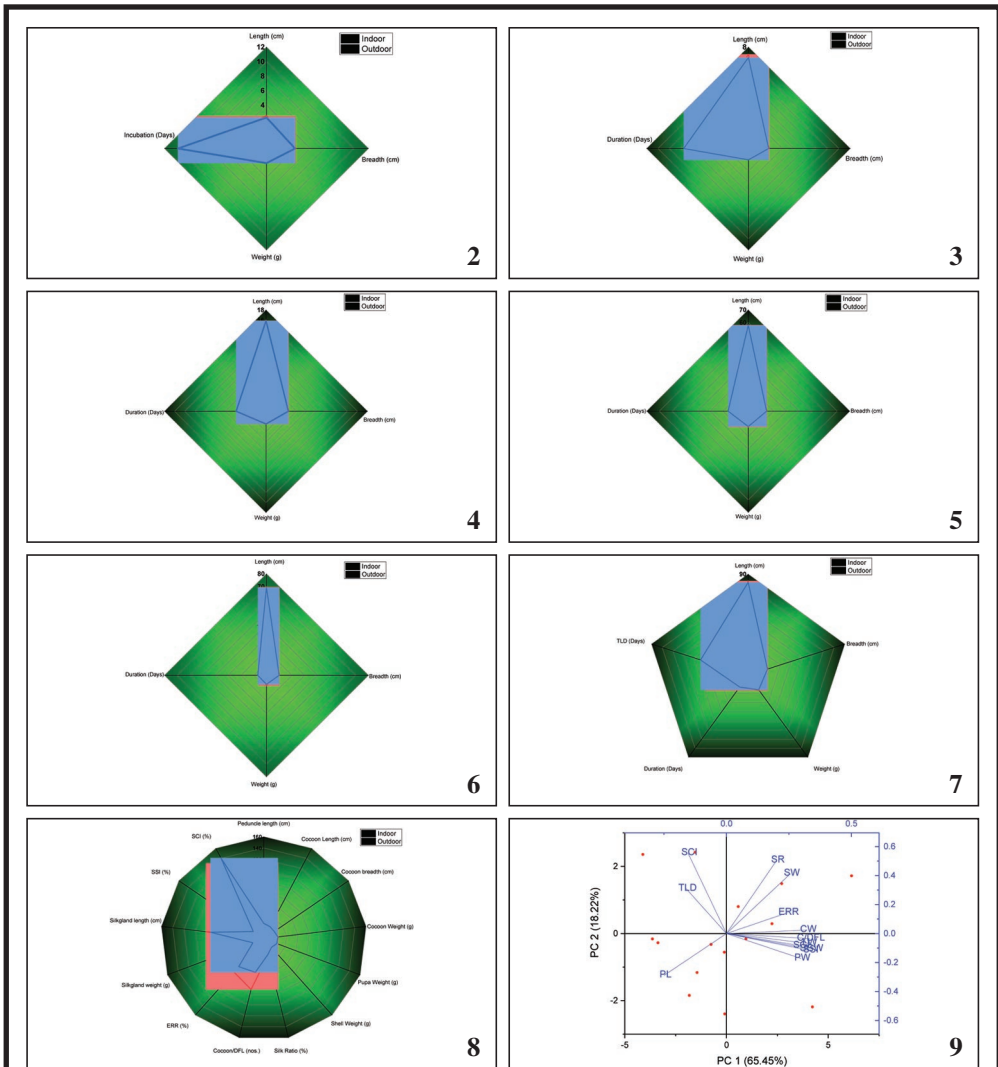 Length (cm)
Indoor
Outdoor
12
12
10
8
6
4
Incubation (Days)
Breadth (cm)
Weight (g)
2
Length (cm)
Indoor
Outdoor
8
Duration (Days)
Breadth (cm)
Weight (g)
3
Length (cm)
Indoor
Outdoor
18
Duration (Days)
Breadth (cm)
Weight (g)
4
Length (cm)
Indoor
Outdoor
70
Duration (Days)
Breadth (cm)
Weight (g)
5
Length (cm)
Indoor
Outdoor
80
Duration (Days)
Breadth (cm)
Weight (g)
6
Length (cm)
Indoor
Outdoor
90
TLD (Days)
Breadth (cm)
Duration (Days)
Weight (g)
7
Peduncle length (cm)
Indoor
Outdoor
160
140
SCI (%)
Cocoon Length (cm)
SSI (%)
Cocoon breadth (cm)
Silkgland length (cm)
Cocoon Weight (g)
Silkgland weight (g)
Pupa Weight (g)
ERR (%)
Shell Weight (g)
Cocoon/DFL (nos.)
Silk Ratio (%)
8
0.0
0.5
SCI
SR
SW
TLD
ERR
CW
C/DFL
PW
PL
2
0
-2
0.6
0.4
0.2
0.0
-0.2
-0.4
-0.6
PC 2 (18.22%)
-5
0
5
PC 1 (65.45%)
9